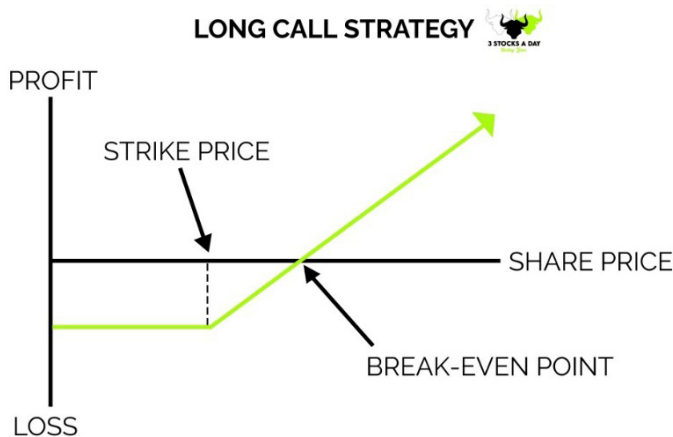 LONG CALL STRATEGY
3 STOCKS A DAY
PROFIT
STRIKE PRICE
SHARE PRICE
BREAK-EVEN POINT
LOSS